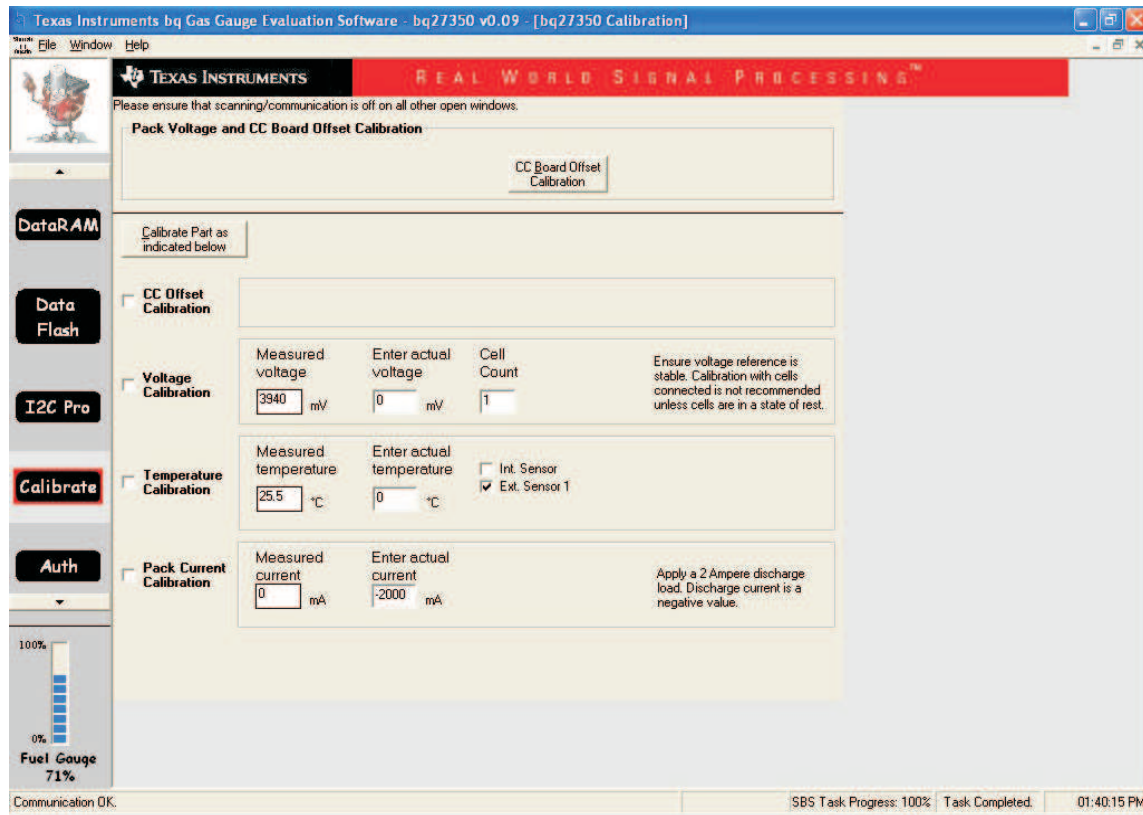 Texas Instruments bq Gas Gauge Evaluation Software - bq27350 v0.09 - [bq27350 Calibration]
File Window Help
TEXAS INSTRUMENTS
REAL WORLD SIGNAL PROCESSING™
Please ensure that scanning/communication is off on all other open windows.
Pack Voltage and CC Board Offset Calibration
CC Board Offset
Calibration
DataRAM
Data
Flash
I2C Pro
Calibrate
Auth
100%
0%
Fuel Gauge
71%
Calibrate Part as
indicated below
CC Offset
Calibration
Voltage
Calibration
Measured
voltage
3940 mV
Enter actual
voltage
0 mV
Cell
Count
1
Ensure voltage reference is
stable. Calibration with cells
connected is not recommended
unless cells are in a state of rest.
Temperature
Calibration
Measured
temperature
25.5 °C
Enter actual
temperature
0 °C
Int. Sensor
Ext. Sensor 1
Pack Current
Calibration
Measured
current
0 mA
Enter actual
current
-2000 mA
Apply a 2 Ampere discharge
load. Discharge current is a
negative value.
Communication OK.
SBS Task Progress: 100%
Task Completed.
01:40:15 PM